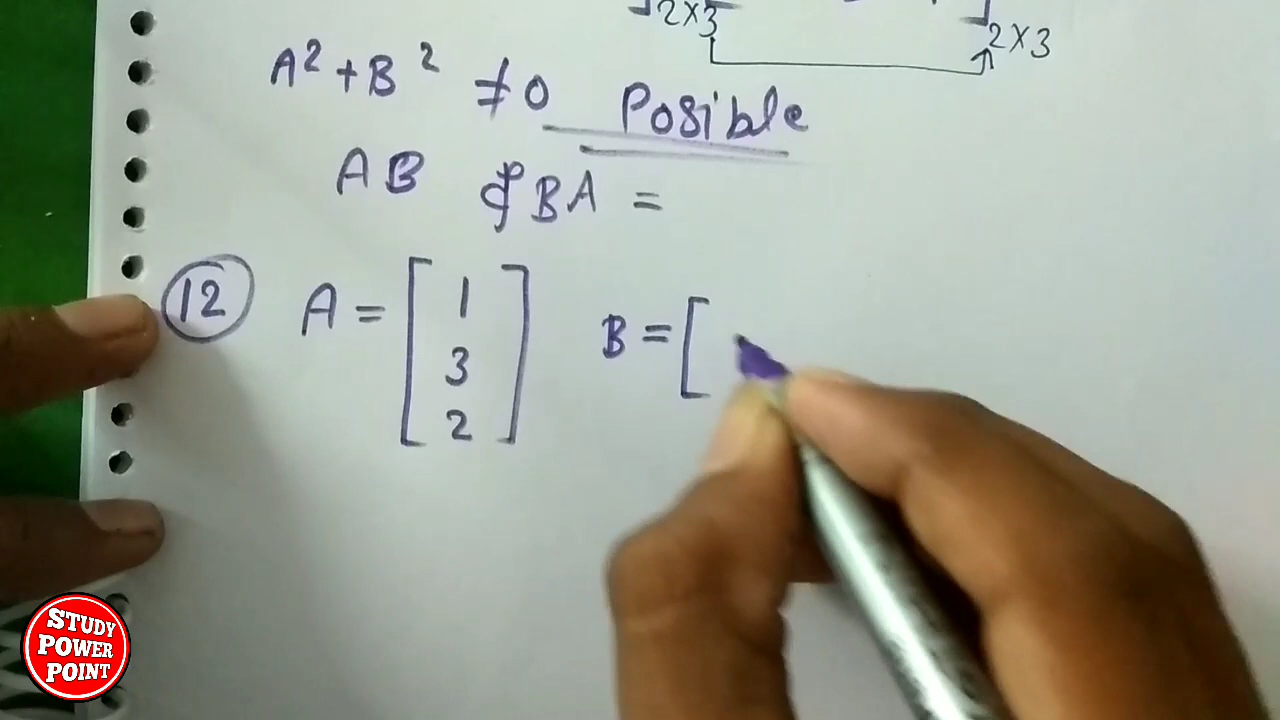 2×3
2×3
A² + B² ≠ 0 Posible
AB & BA =
12 A = [ 1 ] B = [
3
2
STUDY
POWER
POINT